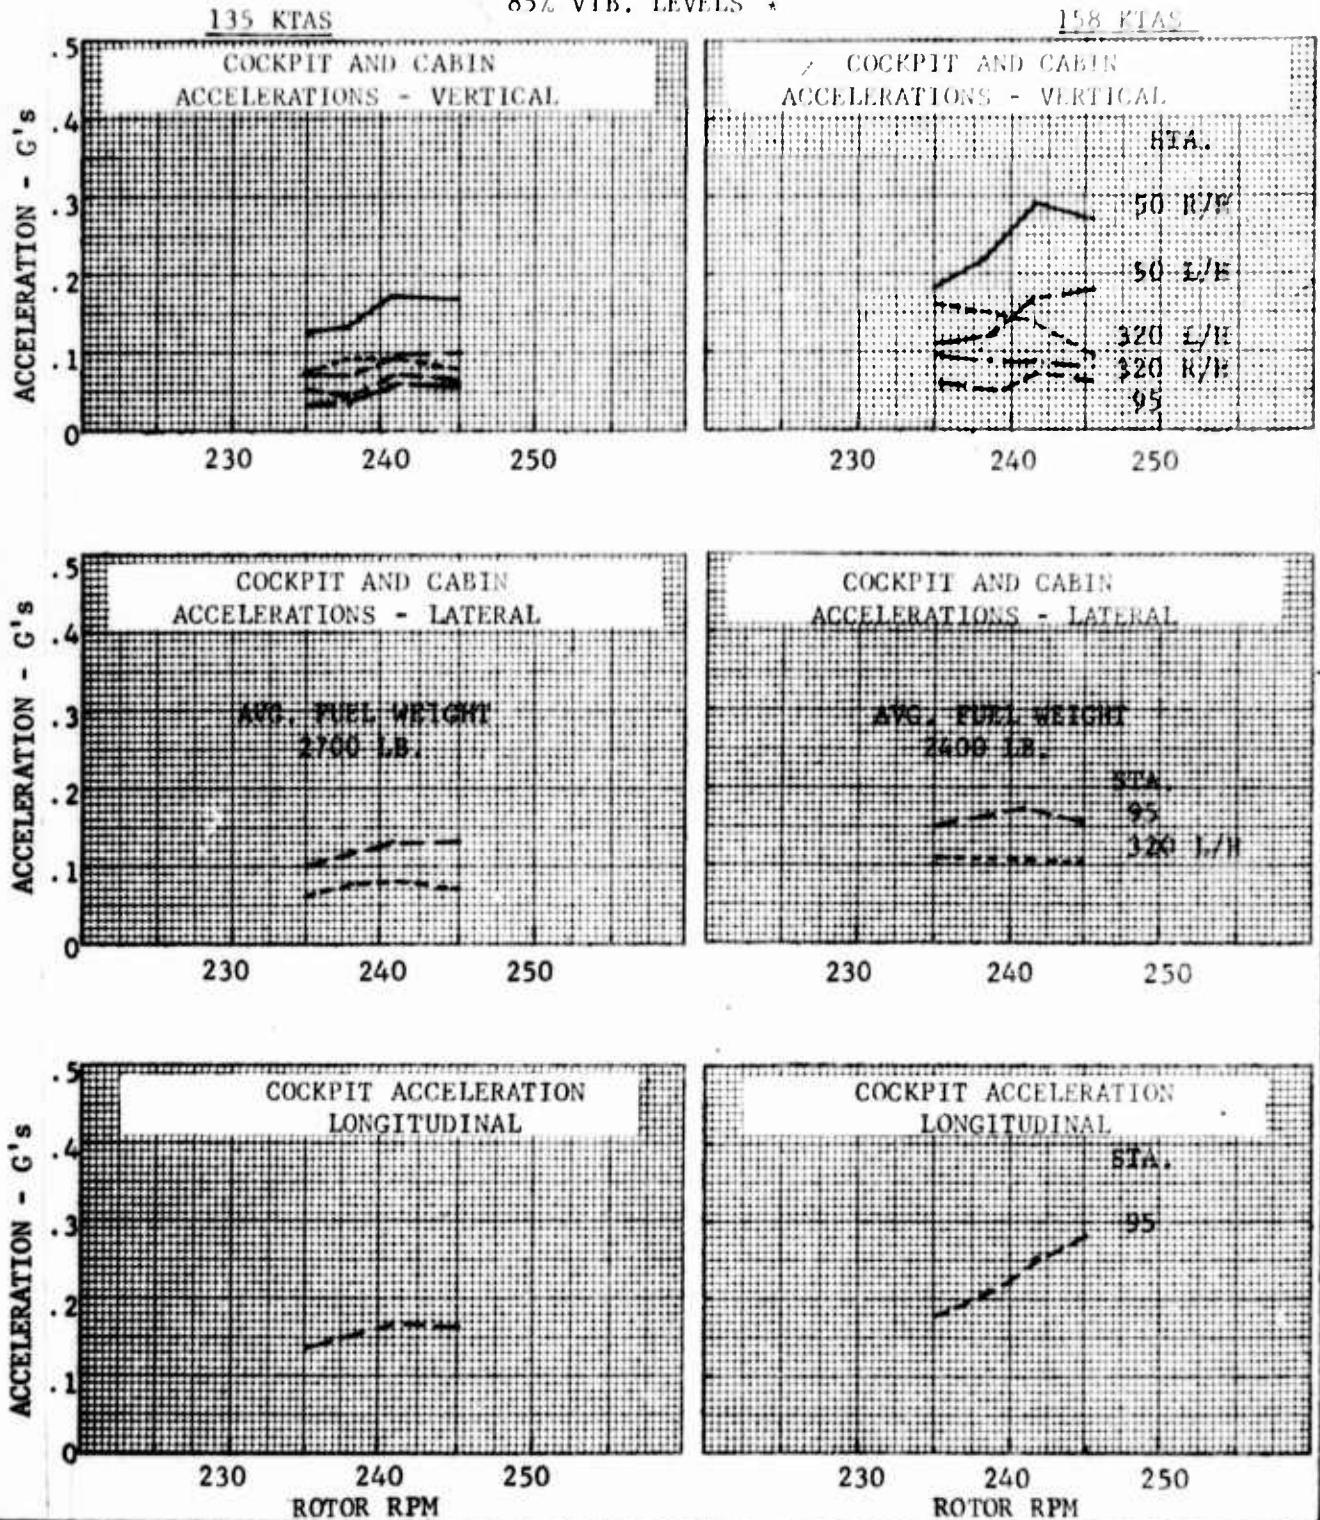 85% VIB. LEVELS *
135 KTAS
158 KTAS
COCKPIT AND CABIN
ACCELERATIONS - VERTICAL
ACCELERATION - G's
.5
.4
.3
.2
.1
0
230
240
250
COCKPIT AND CABIN
ACCELERATIONS - VERTICAL
STA.
50 R/H
50 L/H
320 L/H
320 R/H
95
230
240
250
COCKPIT AND CABIN
ACCELERATIONS - LATERAL
ACCELERATION - G's
.5
.4
.3
.2
.1
0
AVG. FUEL WEIGHT
2700 LB.
230
240
250
COCKPIT AND CABIN
ACCELERATIONS - LATERAL
AVG. FUEL WEIGHT
2400 LB.
STA.
95
320 L/H
230
240
250
COCKPIT ACCELERATION
LONGITUDINAL
ACCELERATION - G's
.5
.4
.3
.2
.1
0
230
240
250
ROTOR RPM
COCKPIT ACCELERATION
LONGITUDINAL
STA.
95
230
240
250
ROTOR RPM